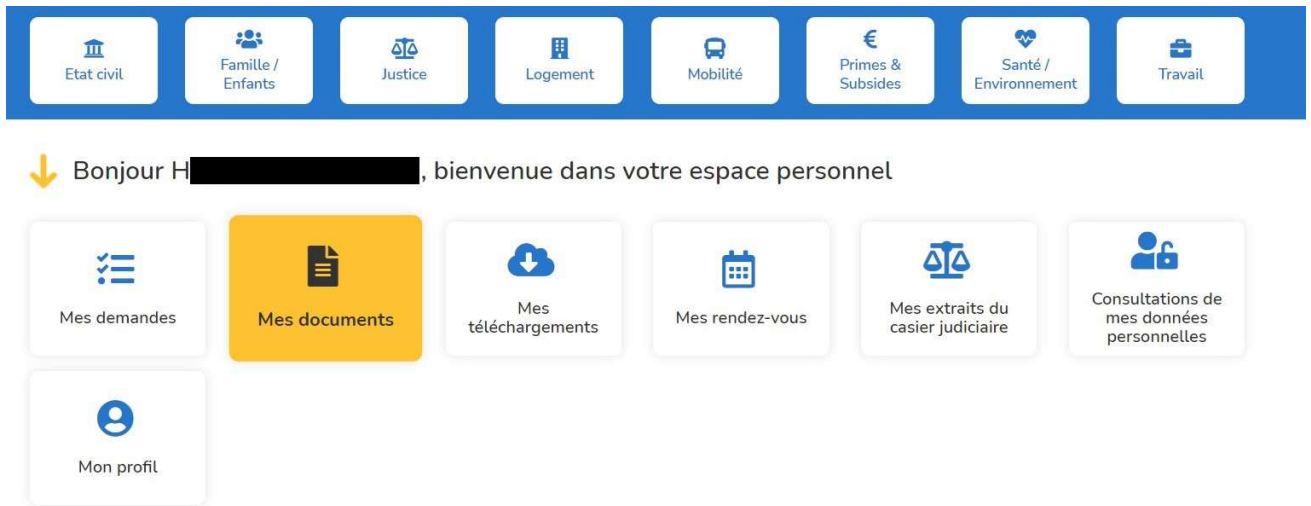 Etat civil
Famille /
Enfants
Justice
Logement
Mobilité
Primes &
Subsides
Santé /
Environnement
Travail
Bonjour H , bienvenue dans votre espace personnel
Mes demandes
Mes documents
Mes
téléchargements
Mes rendez-vous
Mes extraits du
casier judiciaire
Consultations de
mes données
personnelles
Mon profil